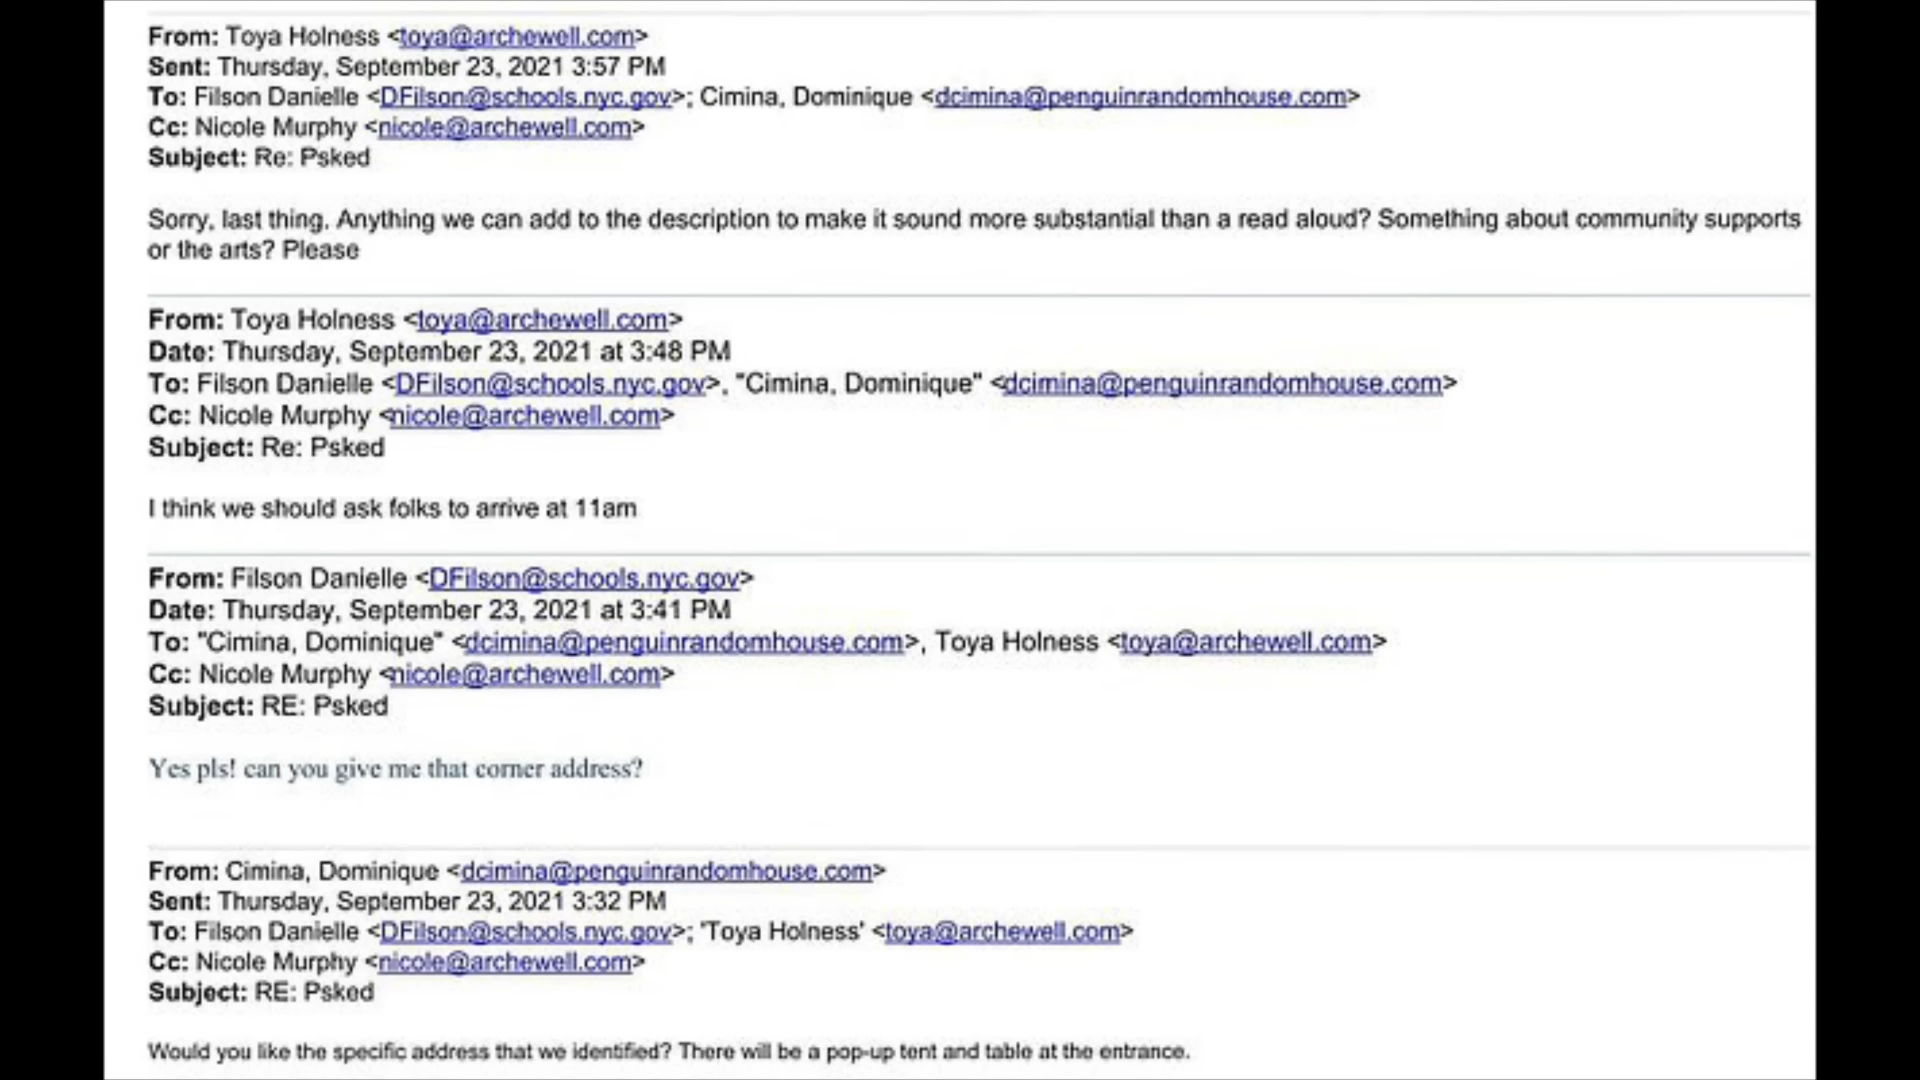 From: Toya Holness <toya@archewell.com>
Sent: Thursday, September 23, 2021 3:57 PM
To: Filson Danielle <DFilson@schools.nyc.gov>; Cimina, Dominique <dcimina@penguinrandomhouse.com>
Cc: Nicole Murphy <nicole@archewell.com>
Subject: Re: Psked
Sorry, last thing. Anything we can add to the description to make it sound more substantial than a read aloud? Something about community supports
or the arts? Please
From: Toya Holness <toya@archewell.com>
Date: Thursday, September 23, 2021 at 3:48 PM
To: Filson Danielle <DFilson@schools.nyc.gov>, "Cimina, Dominique" <dcimina@penguinrandomhouse.com>
Cc: Nicole Murphy <nicole@archewell.com>
Subject: Re: Psked
I think we should ask folks to arrive at 11am
From: Filson Danielle <DFilson@schools.nyc.gov>
Date: Thursday, September 23, 2021 at 3:41 PM
To: "Cimina, Dominique" <dcimina@penguinrandomhouse.com>, Toya Holness <toya@archewell.com>
Cc: Nicole Murphy <nicole@archewell.com>
Subject: RE: Psked
Yes pls! can you give me that corner address?
From: Cimina, Dominique <dcimina@penguinrandomhouse.com>
Sent: Thursday, September 23, 2021 3:32 PM
To: Filson Danielle <DFilson@schools.nyc.gov>; 'Toya Holness' <toya@archewell.com>
Cc: Nicole Murphy <nicole@archewell.com>
Subject: RE: Psked
Would you like the specific address that we identified? There will be a pop-up tent and table at the entrance.